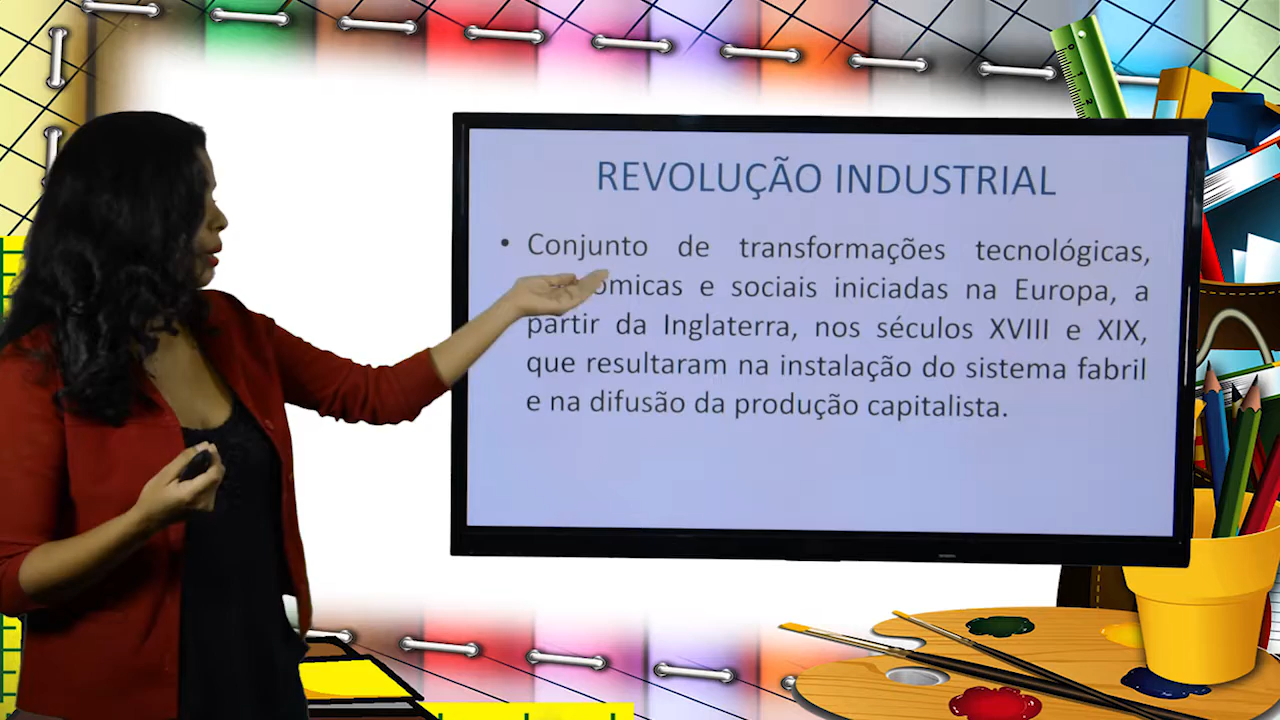 REVOLUÇÃO INDUSTRIAL
• Conjunto de transformações tecnológicas,
e sociais iniciadas na Europa, a
partir da Inglaterra, nos séculos XVIII e XIX,
que resultaram na instalação do sistema fabril
e na difusão da produção capitalista.